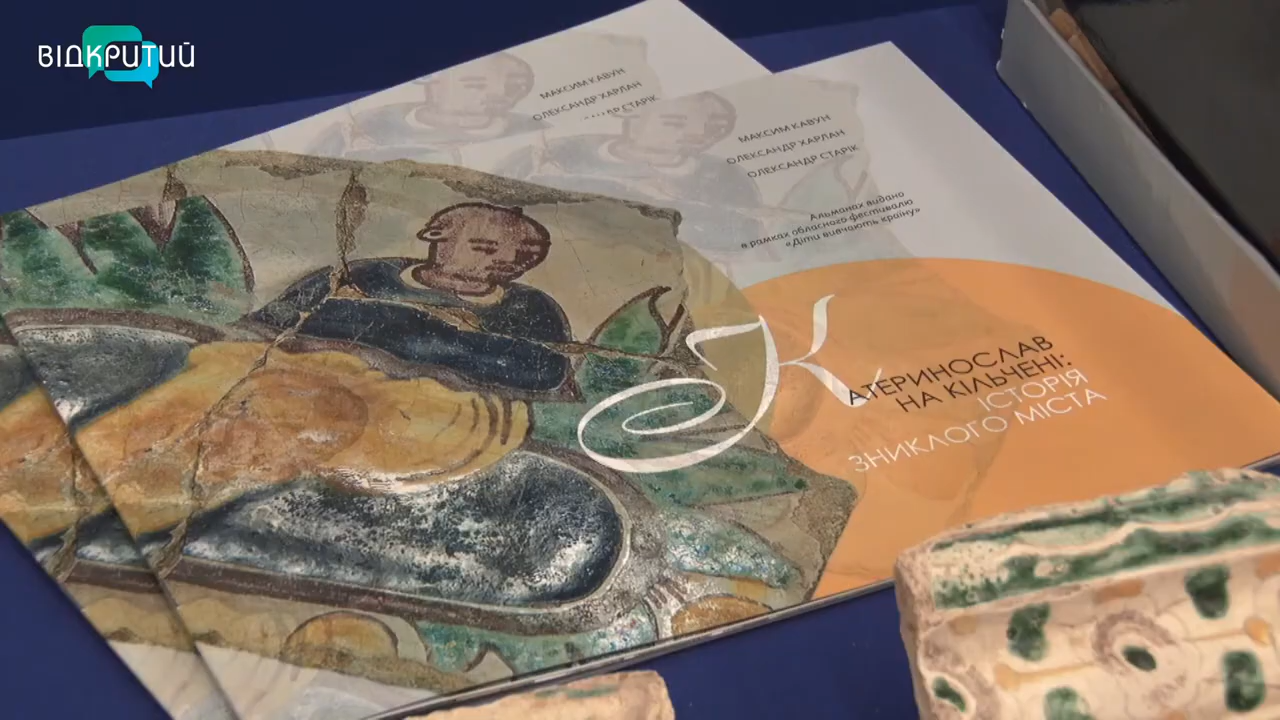 ВІДКРИТИЙ
МАКСИМ КАВУН
ОЛЕКСАНДР ХАРЛАН
СТАРІК
МАКСИМ КАВУН
ОЛЕКСАНДР ХАРЛАН
ОЛЕКСАНДР СТАРІК
Альманах видано
в рамках обласного фестивалю
«Діти вивчають країну»
КАТЕРИНОСЛАВ
НА КІЛЬЧЕНІ:
ІСТОРІЯ
ЗНИКЛОГО МІСТА